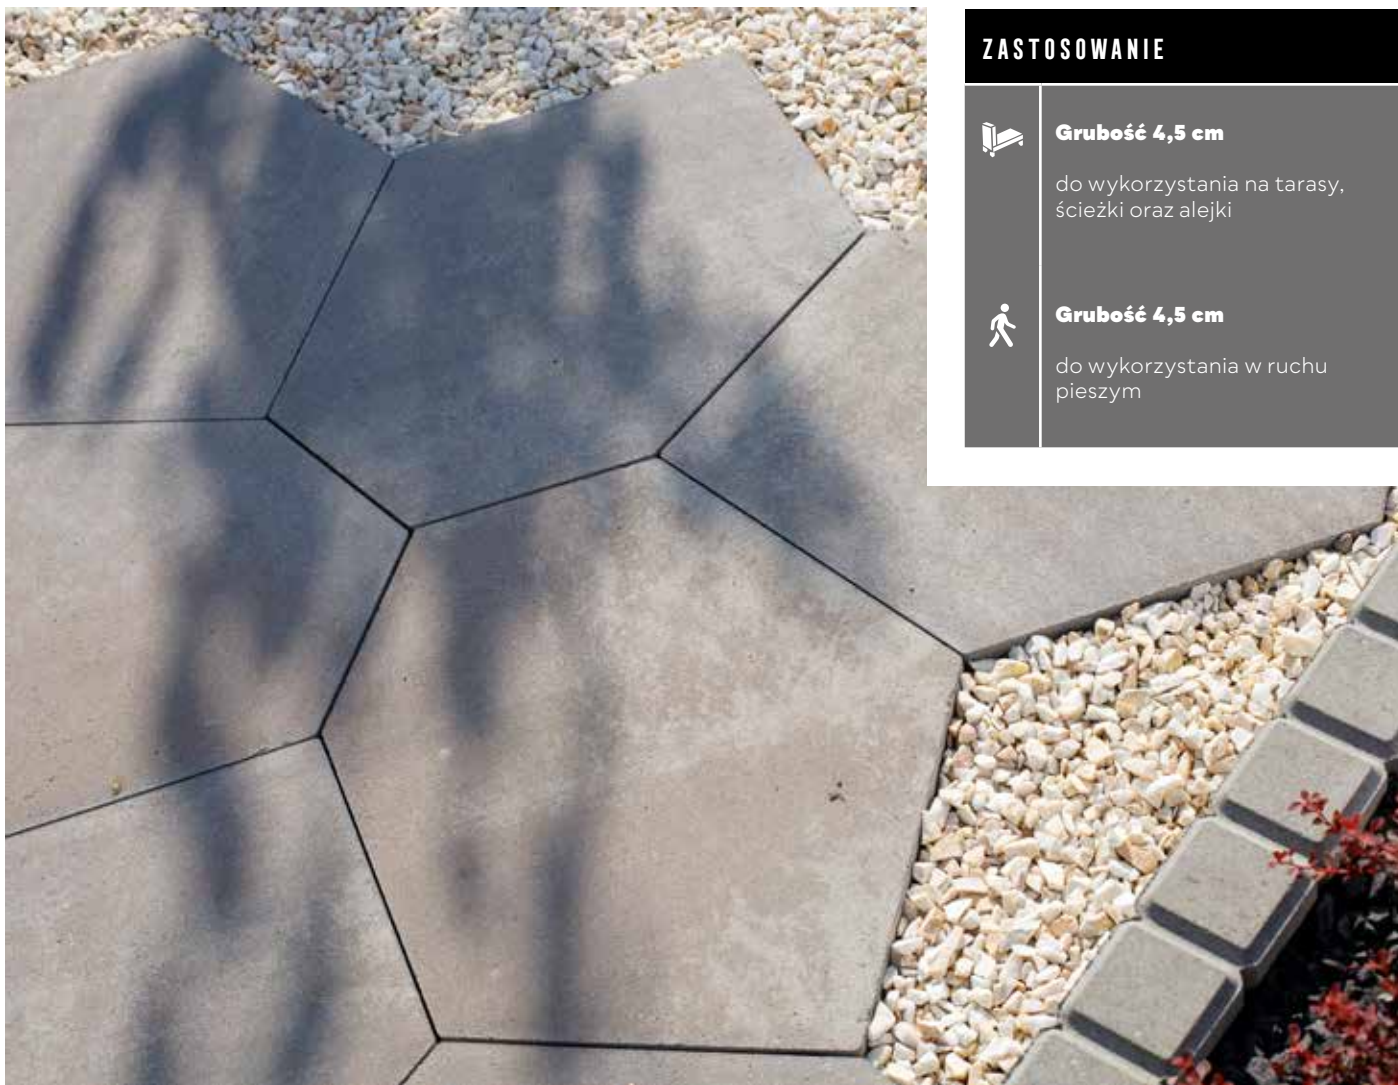 ZASTOSOWANIE
Grubość 4,5 cm
do wykorzystania na tarasy,
ścieżki oraz alejki
Grubość 4,5 cm
do wykorzystania w ruchu
pieszym